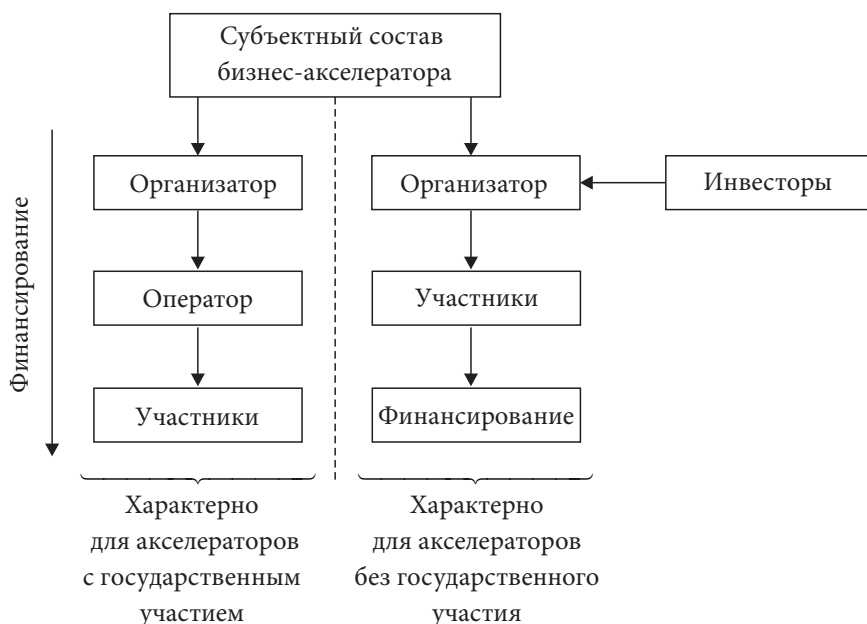 Субъектный состав
бизнес-акселератора
Финансирование
Организатор
Организатор
Инвесторы
Оператор
Участники
Участники
Финансирование
Характерно
для акселераторов
с государственным
участием
Характерно
для акселераторов
без государственного
участия